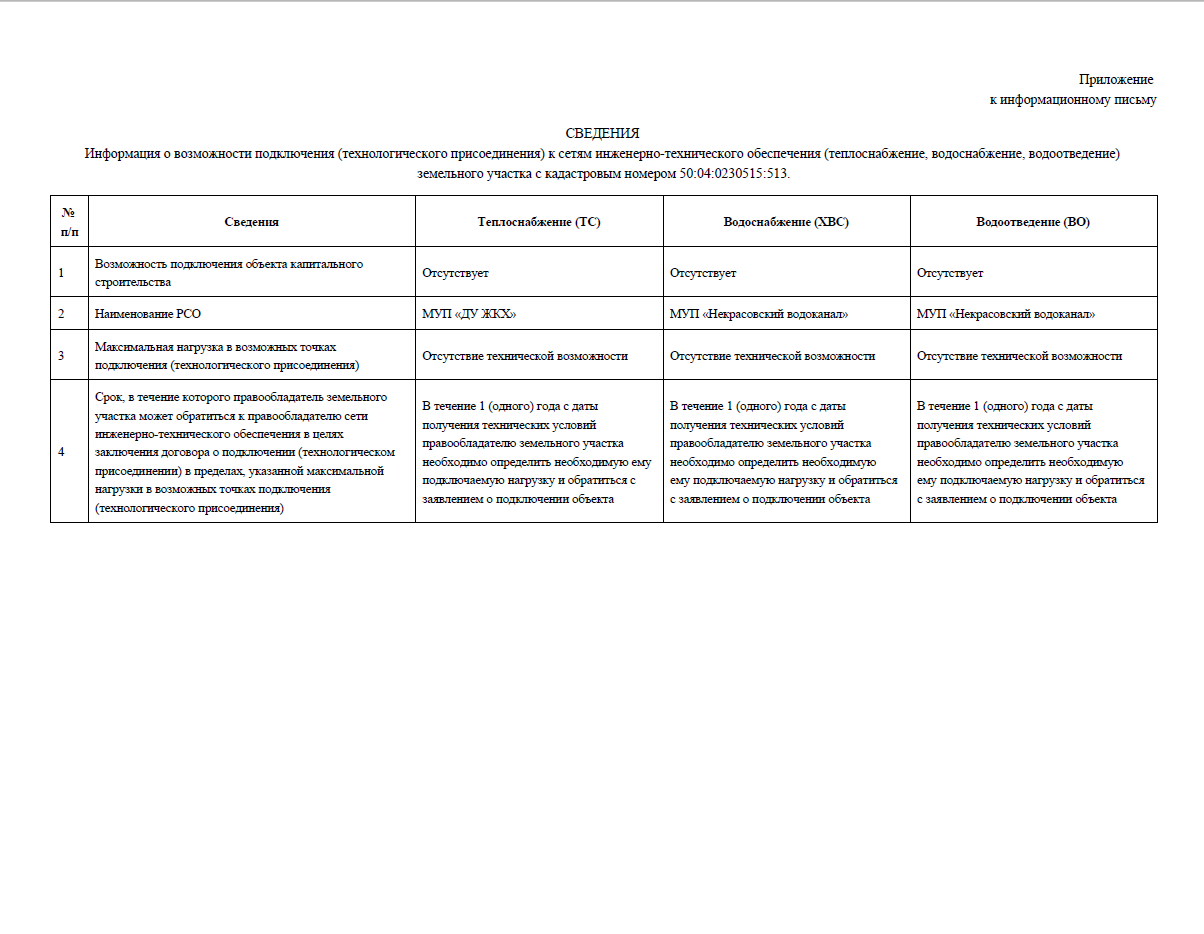 Приложение
к информационному письму
СВЕДЕНИЯ
Информация о возможности подключения (технологического присоединения) к сетям инженерно-технического обеспечения (теплоснабжение, водоснабжение, водоотведение)
земельного участка с кадастровым номером 50:04:0230515:513.
№
п/п
Сведения
Теплоснабжение (ТС)
Водоснабжение (ХВС)
Водоотведение (ВО)
1
Возможность подключения объекта капитального
строительства
Отсутствует
Отсутствует
Отсутствует
2
Наименование РСО
МУП «ДУ ЖКХ»
МУП «Некрасовский водоканал»
МУП «Некрасовский водоканал»
3
Максимальная нагрузка в возможных точках
подключения (технологического присоединения)
Отсутствие технической возможности
Отсутствие технической возможности
Отсутствие технической возможности
4
Срок, в течение которого правообладатель земельного
участка может обратиться к правообладателю сети
инженерно-технического обеспечения в целях
заключения договора о подключении (технологическом
присоединении) в пределах, указанной максимальной
нагрузки в возможных точках подключения
(технологического присоединения)
В течение 1 (одного) года с даты
получения технических условий
правообладателю земельного участка
необходимо определить необходимую ему
подключаемую нагрузку и обратиться с
заявлением о подключении объекта
В течение 1 (одного) года с даты
получения технических условий
правообладателю земельного участка
необходимо определить необходимую
ему подключаемую нагрузку и обратиться
с заявлением о подключении объекта
В течение 1 (одного) года с даты
получения технических условий
правообладателю земельного участка
необходимо определить необходимую
ему подключаемую нагрузку и обратиться
с заявлением о подключении объекта